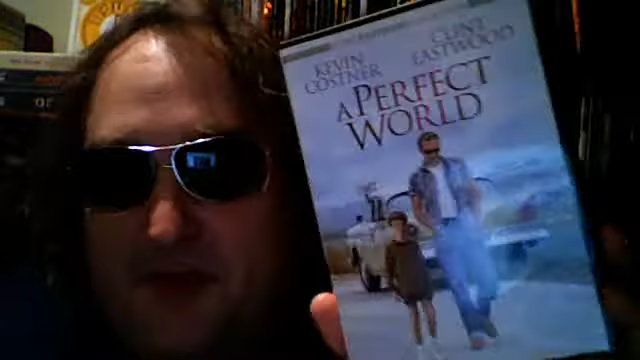 KEVIN
COSTNER
CLINT
EASTWOOD
A PERFECT
WORLD